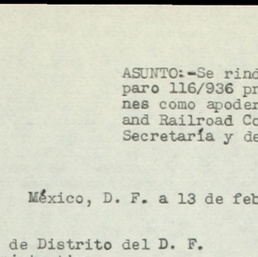 ASUNTO:-Se rind
paro 116/936 pr
nes como apoder
and Railroad Co
Secretaría y de
México, D. F. a 13 de feb
de Distrito del D. F.